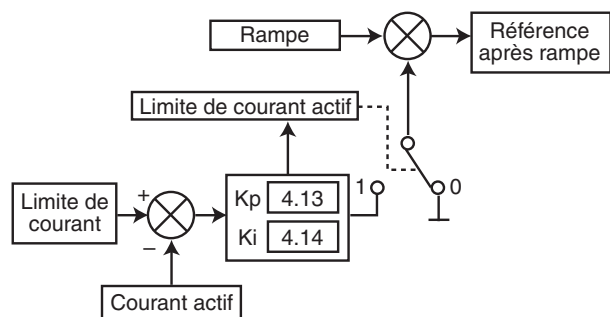 Rampe
Référence
après rampe
Limite de courant actif
1
0
Limite de
courant
+
−
Kp 4.13
Ki 4.14
Courant actif